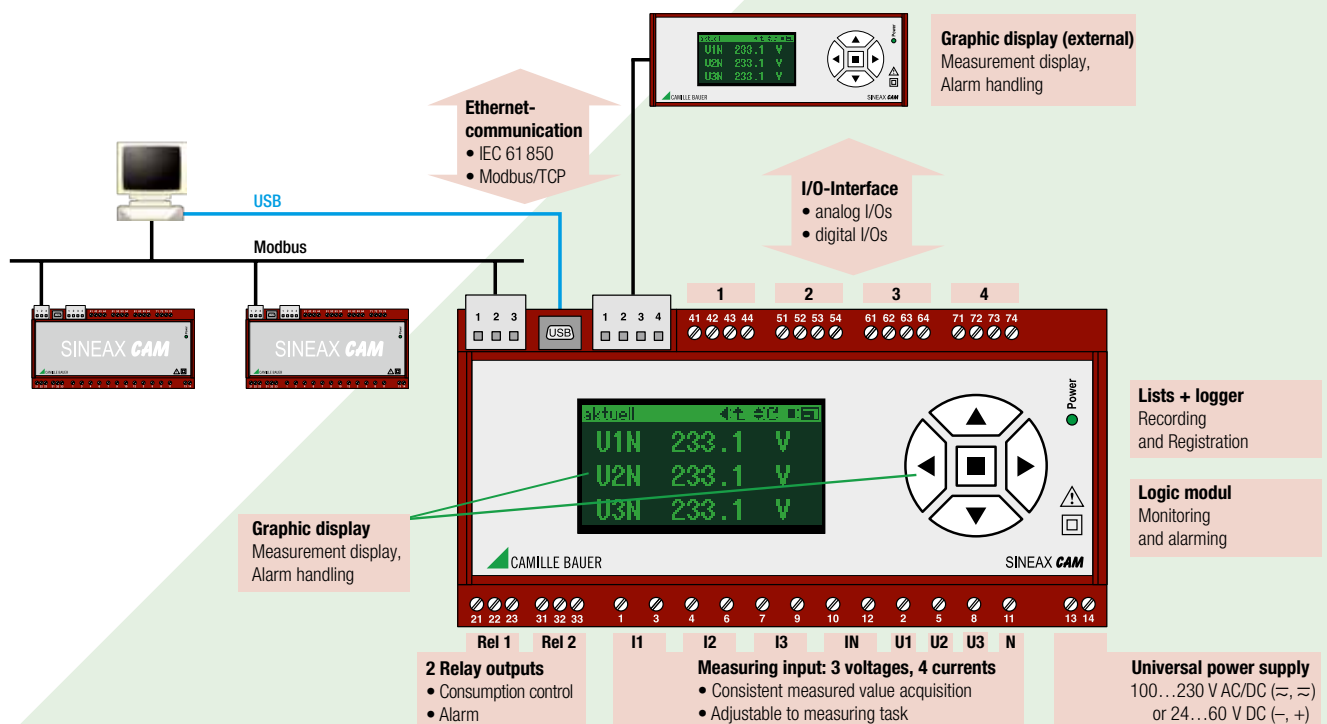 Graphic display (external)
Measurement display,
Alarm handling
aktuell
U1N 233.1 V
U2N 233.1 V
U3N 233.1 V
Power
CAMILLE BAUER
SINEAX CAM
Ethernet-
communication
• IEC 61 850
• Modbus/TCP
I/O-Interface
• analog I/Os
• digital I/Os
USB
Modbus
SINEAX CAM
CAMILLE BAUER
SINEAX CAM
CAMILLE BAUER
1 2 3
USB
1 2 3 4
1 2 3 4
41 42 43 44 51 52 53 54 61 62 63 64 71 72 73 74
aktuell
U1N 233.1 V
U2N 233.1 V
U3N 233.1 V
Power
CAMILLE BAUER
SINEAX CAM
Graphic display
Measurement display,
Alarm handling
Lists + logger
Recording
and Registration
Logic modul
Monitoring
and alarming
21 22 23 31 32 33 1 3 4 6 7 9 10 12 2 5 8 11 13 14
Rel 1 Rel 2 I1 I2 I3 IN U1 U2 U3 N
2 Relay outputs
• Consumption control
• Alarm
Measuring input: 3 voltages, 4 currents
• Consistent measured value acquisition
• Adjustable to measuring task
Universal power supply
100…230 V AC/DC (⎓, ⎓)
or 24…60 V DC (–, +)